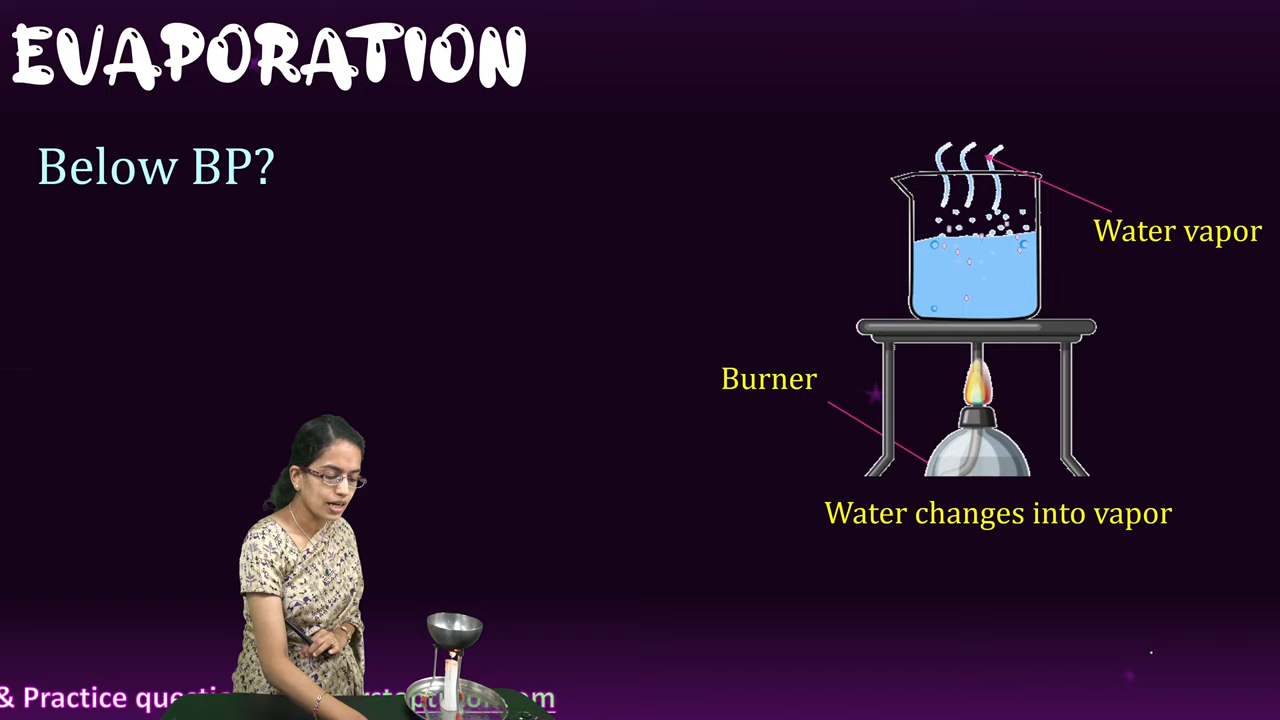 EVAPORATION
Below BP?
Water vapor
Burner
Water changes into vapor
& Practice